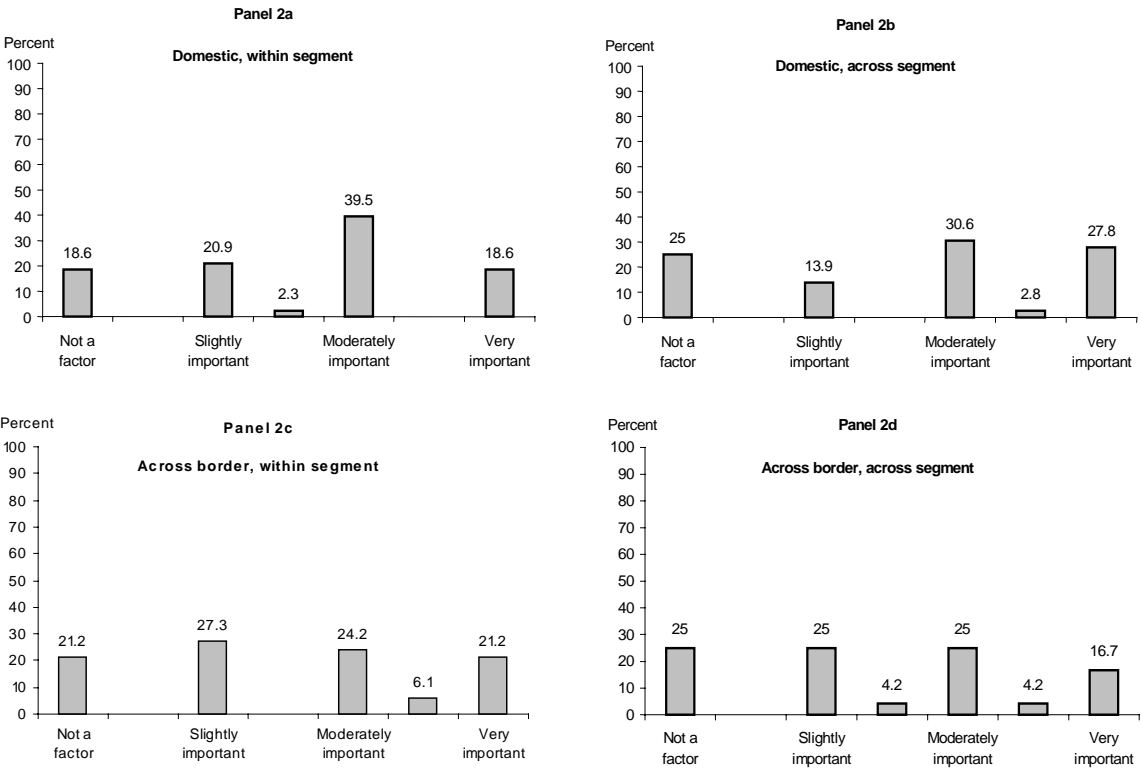 Panel 2a
Percent
Domestic, within segment
100
90
80
70
60
50
40
30
20
10
0
18.6
20.9
2.3
39.5
18.6
Not a
factor
Slightly
important
Moderately
important
Very
important
Panel 2b
Percent
Domestic, across segment
100
90
80
70
60
50
40
30
20
10
0
25
13.9
30.6
2.8
27.8
Not a
factor
Slightly
important
Moderately
important
Very
important
Percent
Panel 2c
Across border, within segment
100
90
80
70
60
50
40
30
20
10
0
21.2
27.3
24.2
6.1
21.2
Not a
factor
Slightly
important
Moderately
important
Very
important
Percent
Panel 2d
Across border, across segment
100
90
80
70
60
50
40
30
20
10
0
25
25
4.2
25
4.2
16.7
Not a
factor
Slightly
important
Moderately
important
Very
important